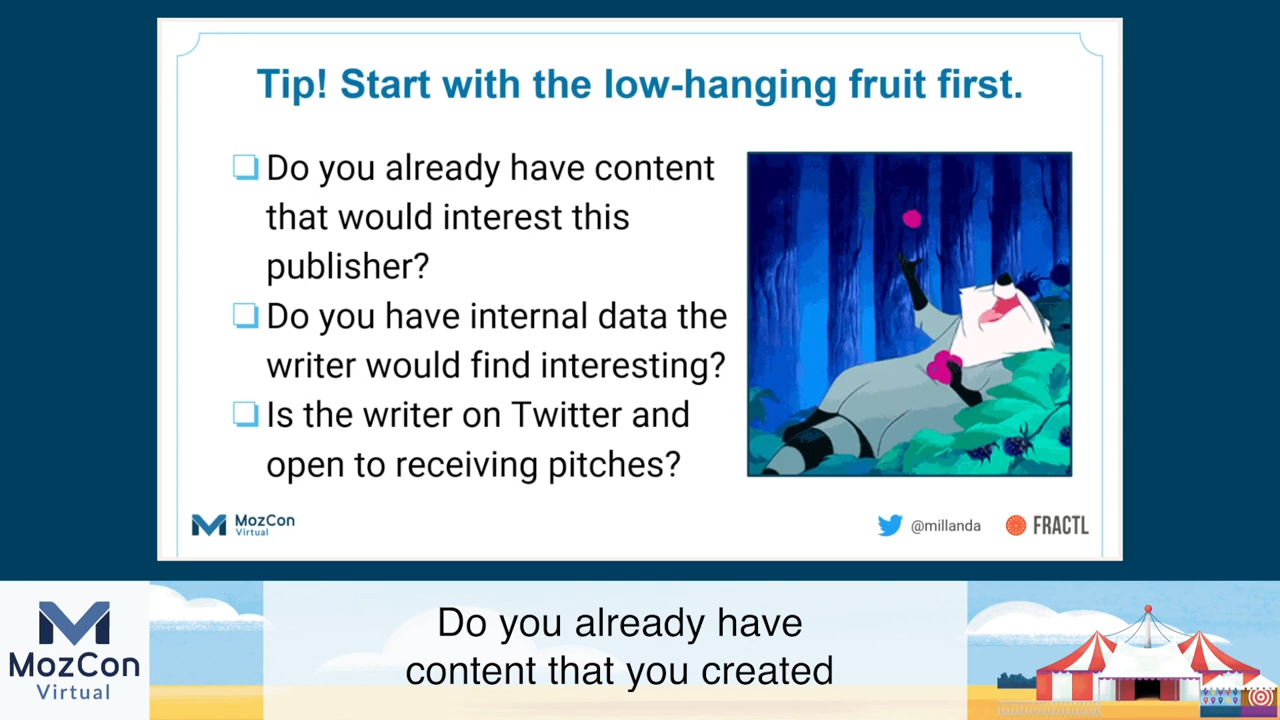 Tip! Start with the low-hanging fruit first.
Do you already have content
that would interest this
publisher?
Do you have internal data the
writer would find interesting?
Is the writer on Twitter and
open to receiving pitches?
MozCon
Virtual
@millanda
FRACTL
MozCon
Virtual
Do you already have
content that you created